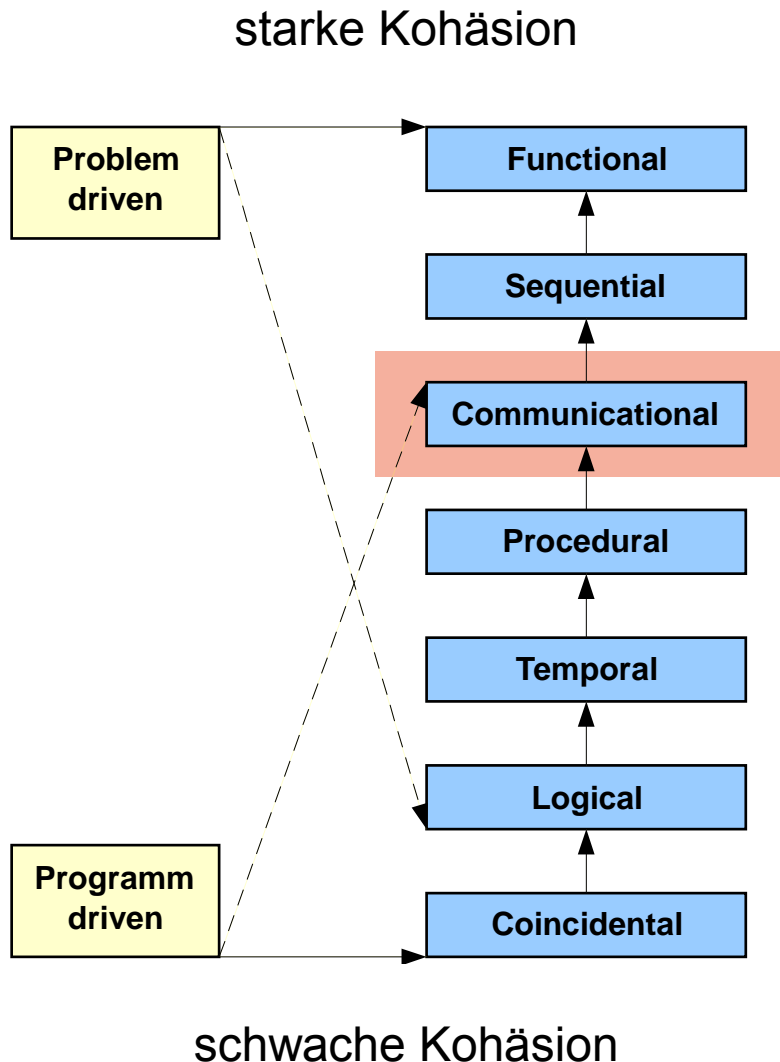 starke Kohäsion
Problem
driven
Functional
Sequential
Communicational
Procedural
Temporal
Logical
Programm
driven
Coincidental
schwache Kohäsion